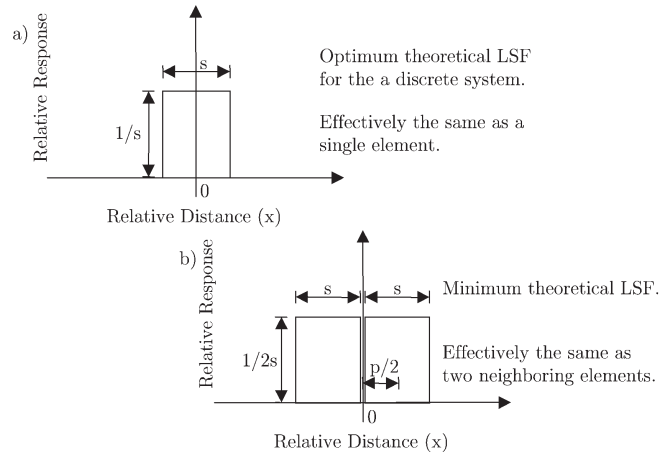 a)
Relative Response
s
1/s
0
Relative Distance (x)
Optimum theoretical LSF
for the a discrete system.
Effectively the same as a
single element.
b)
Relative Response
s
s
1/2s
p/2
0
Relative Distance (x)
Minimum theoretical LSF.
Effectively the same as
two neighboring elements.